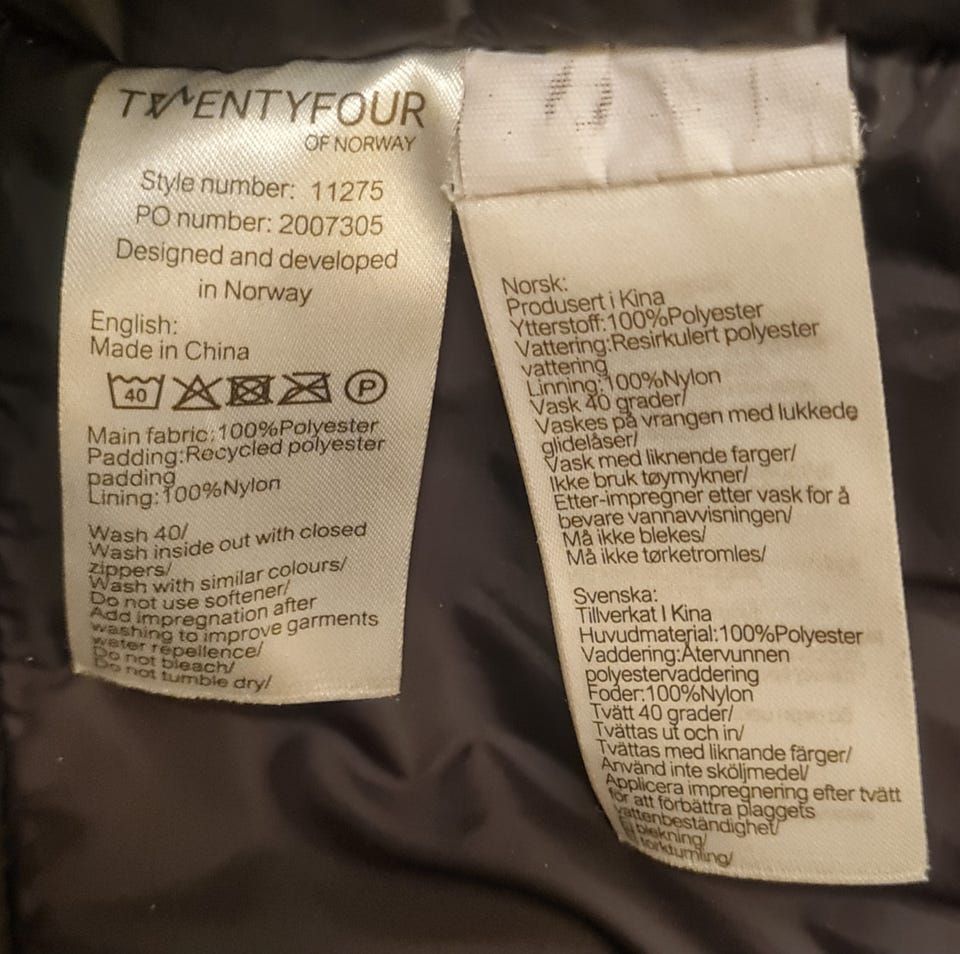 TWENTYFOUR
OF NORWAY
Style number: 11275
PO number: 2007305
Designed and developed
in Norway
English:
Made in China
40
P
Main fabric:100%Polyester
Padding:Recycled polyester
padding
Lining:100%Nylon
Wash 40/
Wash inside out with closed
zippers/
Wash with similar colours/
Do not use softener/
Add impregnation after
washing to improve garments
water repellence/
Do not bleach/
Do not tumble dry/
Norsk:
Produsert i Kina
Ytterstoff:100%Polyester
Vattering:Resirkulert polyester
vattering
Linning:100%Nylon
Vask 40 grader/
Vaskes på vrangen med lukkede
glidelåser/
Vask med liknende farger/
Ikke bruk tøymykner/
Etter-impregner etter vask for å
bevare vannavvisningen/
Må ikke blekes/
Må ikke tørketromles/
Svenska:
Tillverkat I Kina
Huvudmaterial:100%Polyester
Vaddering:Återvunnen
polyestervaddering
Foder:100%Nylon
Tvätt 40 grader/
Tvättas ut och in/
Tvättas med liknande färger/
Använd inte sköljmedel/
Applicera impregnering efter tvätt
för att förbättra plaggets
vattenbeständighet/
blekning/
torktumling/